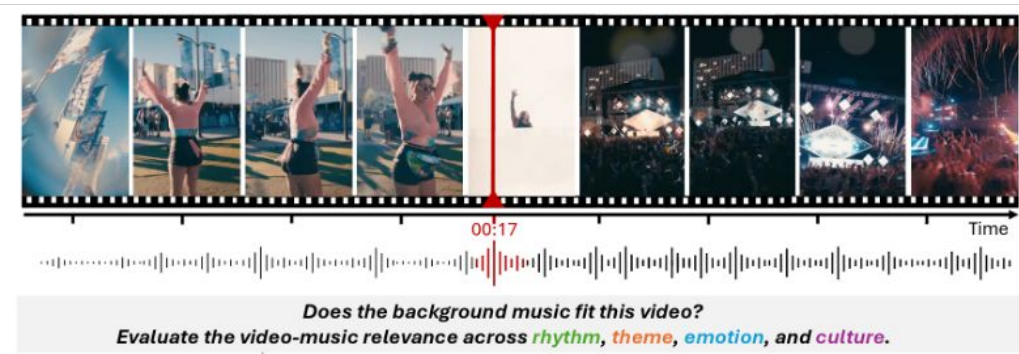 00:17
Time
Does the background music fit this video?
Evaluate the video-music relevance across rhythm, theme, emotion, and culture.